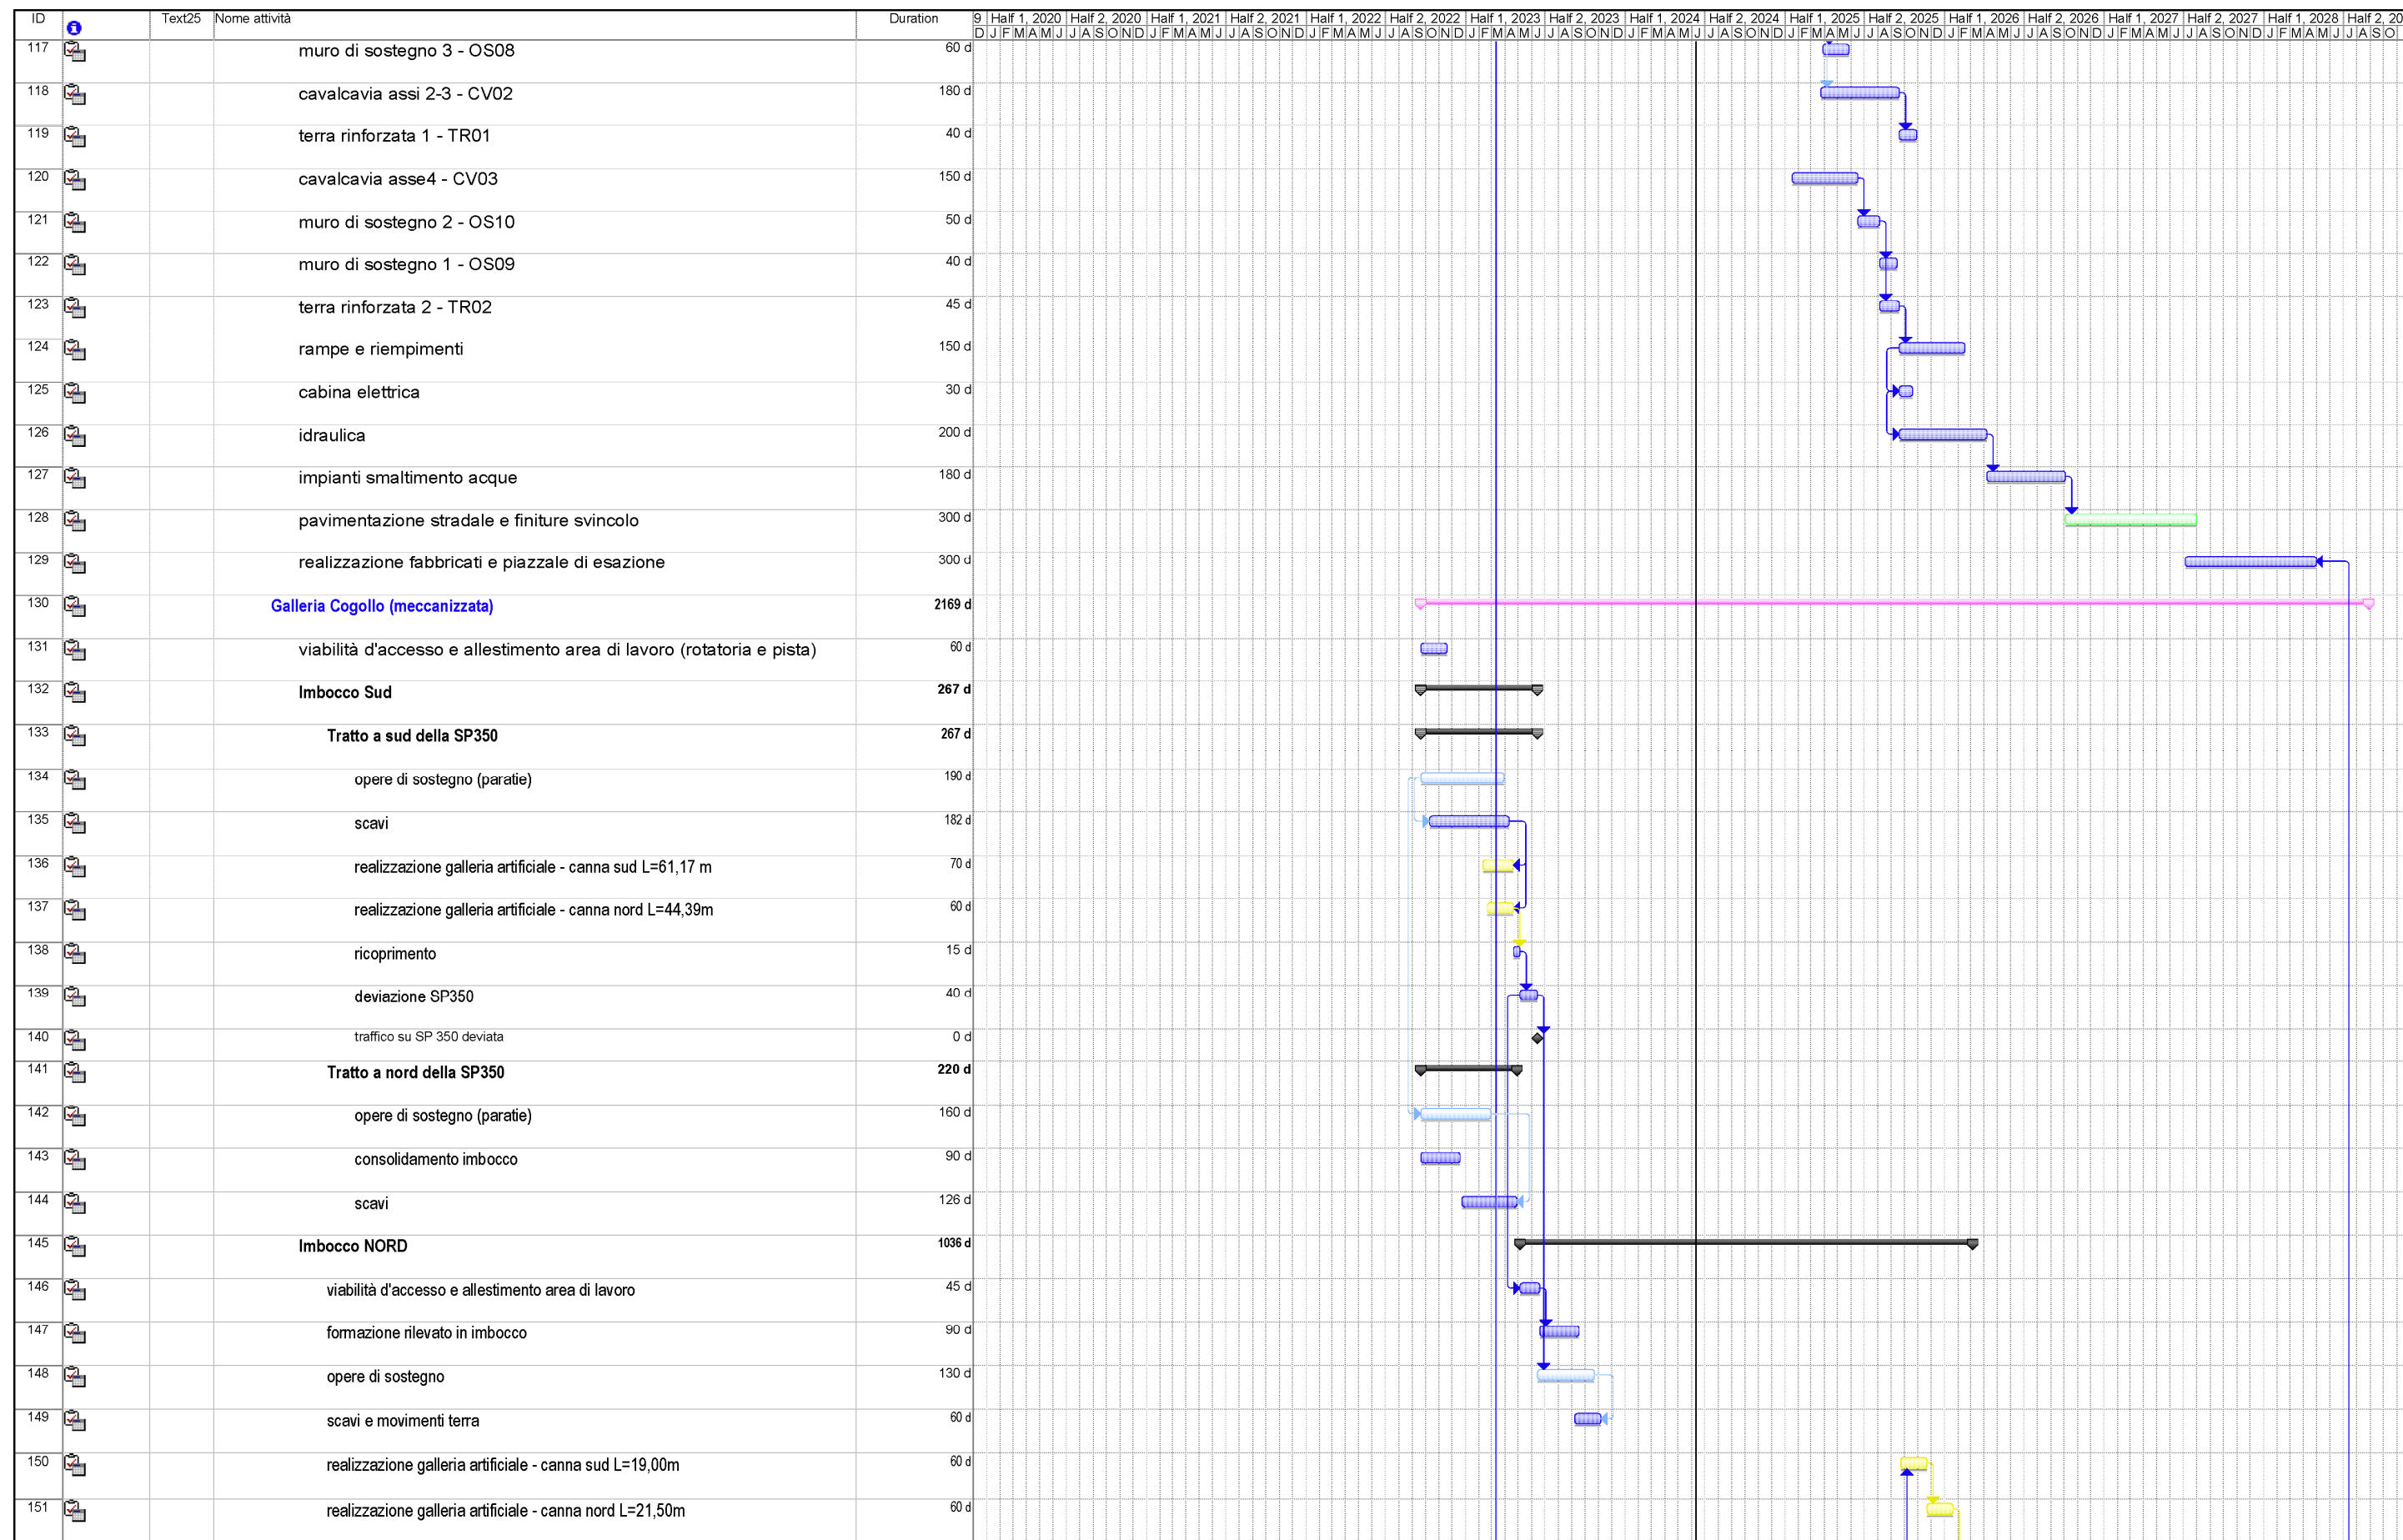 ID Text25 Nome attività Duration 9 Half 1, 2020 Half 2, 2020 Half 1, 2021 Half 2, 2021 Half 1, 2022 Half 2, 2022 Half 1, 2023 Half 2, 2023 Half 1, 2024 Half 2, 2024 Half 1, 2025 Half 2, 2025 Half 1, 2026 Half 2, 2026 Half 1, 2027 Half 2, 2027 Half 1, 2028 Half 2, 20
D J F M A M J J A S O N D J F M A M J J A S O N D J F M A M J J A S O N D J F M A M J J A S O N D J F M A M J J A S O N D J F M A M J J A S O N D J F M A M J J A S O N D J F M A M J J A S O N D J F M A M J J A S O
117 muro di sostegno 3 - OS08 60 d
118 cavalcavia assi 2-3 - CV02 180 d
119 terra rinforzata 1 - TR01 40 d
120 cavalcavia asse4 - CV03 150 d
121 muro di sostegno 2 - OS10 50 d
122 muro di sostegno 1 - OS09 40 d
123 terra rinforzata 2 - TR02 45 d
124 rampe e riempimenti 150 d
125 cabina elettrica 30 d
126 idraulica 200 d
127 impianti smaltimento acque 180 d
128 pavimentazione stradale e finiture svincolo 300 d
129 realizzazione fabbricati e piazzale di esazione 300 d
130 Galleria Cogollo (meccanizzata) 2169 d
131 viabilità d'accesso e allestimento area di lavoro (rotatoria e pista) 60 d
132 Imbocco Sud 267 d
133 Tratto a sud della SP350 267 d
134 opere di sostegno (paratie) 190 d
135 scavi 182 d
136 realizzazione galleria artificiale - canna sud L=61,17 m 70 d
137 realizzazione galleria artificiale - canna nord L=44,39m 60 d
138 ricoprimento 15 d
139 deviazione SP350 40 d
140 traffico su SP 350 deviata 0 d
141 Tratto a nord della SP350 220 d
142 opere di sostegno (paratie) 160 d
143 consolidamento imbocco 90 d
144 scavi 126 d
145 Imbocco NORD 1036 d
146 viabilità d'accesso e allestimento area di lavoro 45 d
147 formazione rilevato in imbocco 90 d
148 opere di sostegno 130 d
149 scavi e movimenti terra 60 d
150 realizzazione galleria artificiale - canna sud L=19,00m 60 d
151 realizzazione galleria artificiale - canna nord L=21,50m 60 d